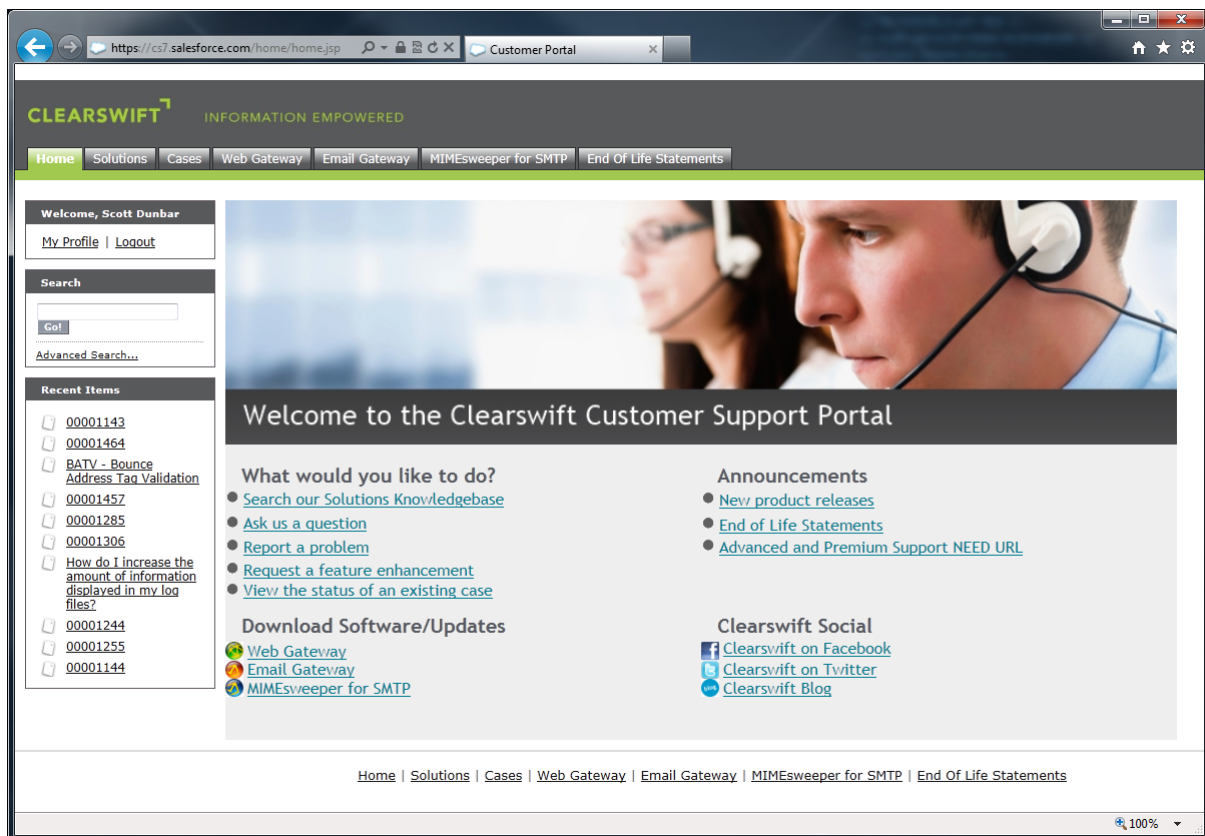 https://cs7.salesforce.com/home/home.jsp
Customer Portal
CLEARSWIFT
INFORMATION EMPOWERED
Home
Solutions
Cases
Web Gateway
Email Gateway
MIMEsweeper for SMTP
End Of Life Statements
Welcome, Scott Dunbar
My Profile | Logout
Search
Go!
Advanced Search...
Recent Items
00001143
00001464
BATV - Bounce
Address Tag Validation
00001457
00001285
00001306
How do I increase the
amount of information
displayed in my log
files?
00001244
00001255
00001144
Welcome to the Clearswift Customer Support Portal
What would you like to do?
Search our Solutions Knowledgebase
Ask us a question
Report a problem
Request a feature enhancement
View the status of an existing case
Announcements
New product releases
End of Life Statements
Advanced and Premium Support NEED URL
Download Software/Updates
Web Gateway
Email Gateway
MIMEsweeper for SMTP
Clearswift Social
Clearswift on Facebook
Clearswift on Twitter
Clearswift Blog
Home | Solutions | Cases | Web Gateway | Email Gateway | MIMEsweeper for SMTP | End Of Life Statements
100%